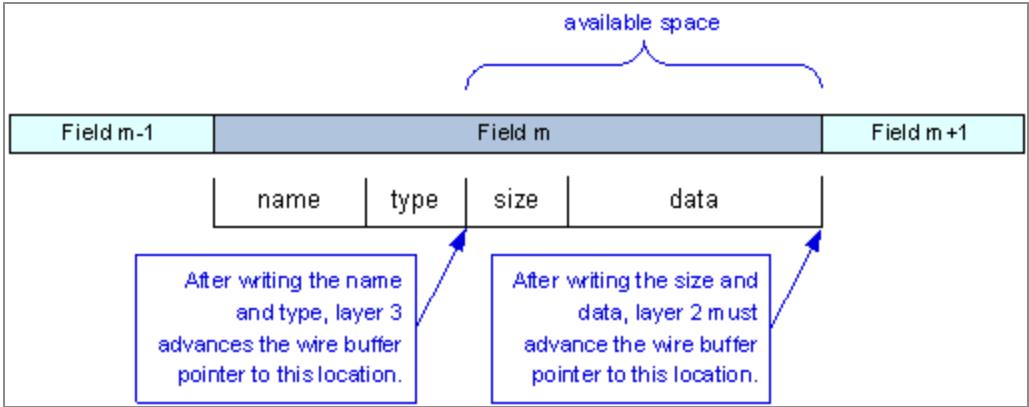 available space
Field m-1
Field m
Field m+1
name
type
size
data
After writing the name
and type, layer 3
advances the wire buffer
pointer to this location.
After writing the size and
data, layer 2 must
advance the wire buffer
pointer to this location.